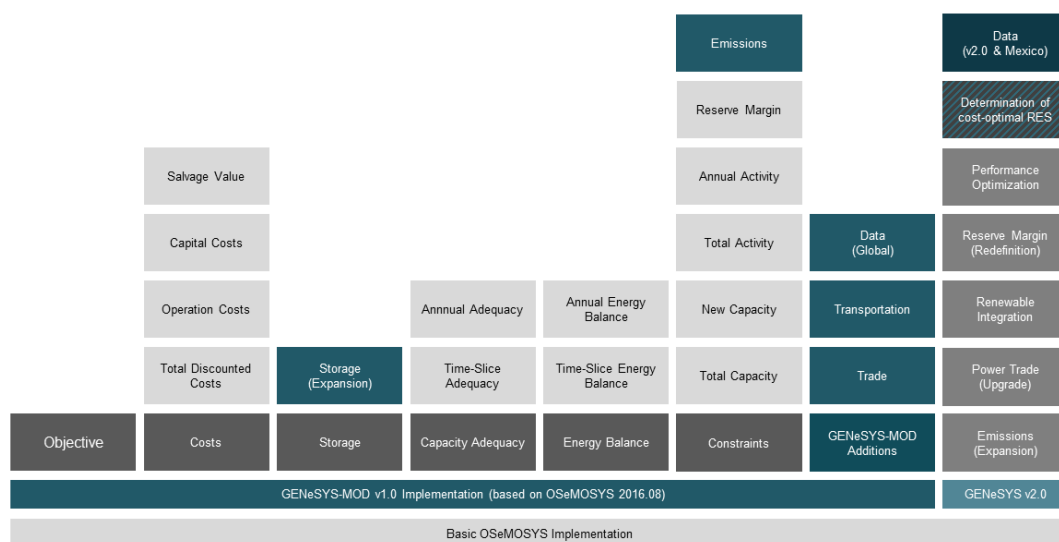 Emissions
Data
(v2.0 & Mexico)
Reserve Margin
Determination of
cost-optimal RES
Salvage Value
Annual Activity
Performance
Optimization
Capital Costs
Total Activity
Data
(Global)
Reserve Margin
(Redefinition)
Operation Costs
Annnual Adequacy
Annual Energy
Balance
New Capacity
Transportation
Renewable
Integration
Total Discounted
Costs
Storage
(Expansion)
Time-Slice
Adequacy
Time-Slice Energy
Balance
Total Capacity
Trade
Power Trade
(Upgrade)
Objective
Costs
Storage
Capacity Adequacy
Energy Balance
Constraints
GENeSYS-MOD
Additions
Emissions
(Expansion)
GENeSYS-MOD v1.0 Implementation (based on OSeMOSYS 2016.08)
GENeSYS v2.0
Basic OSeMOSYS Implementation